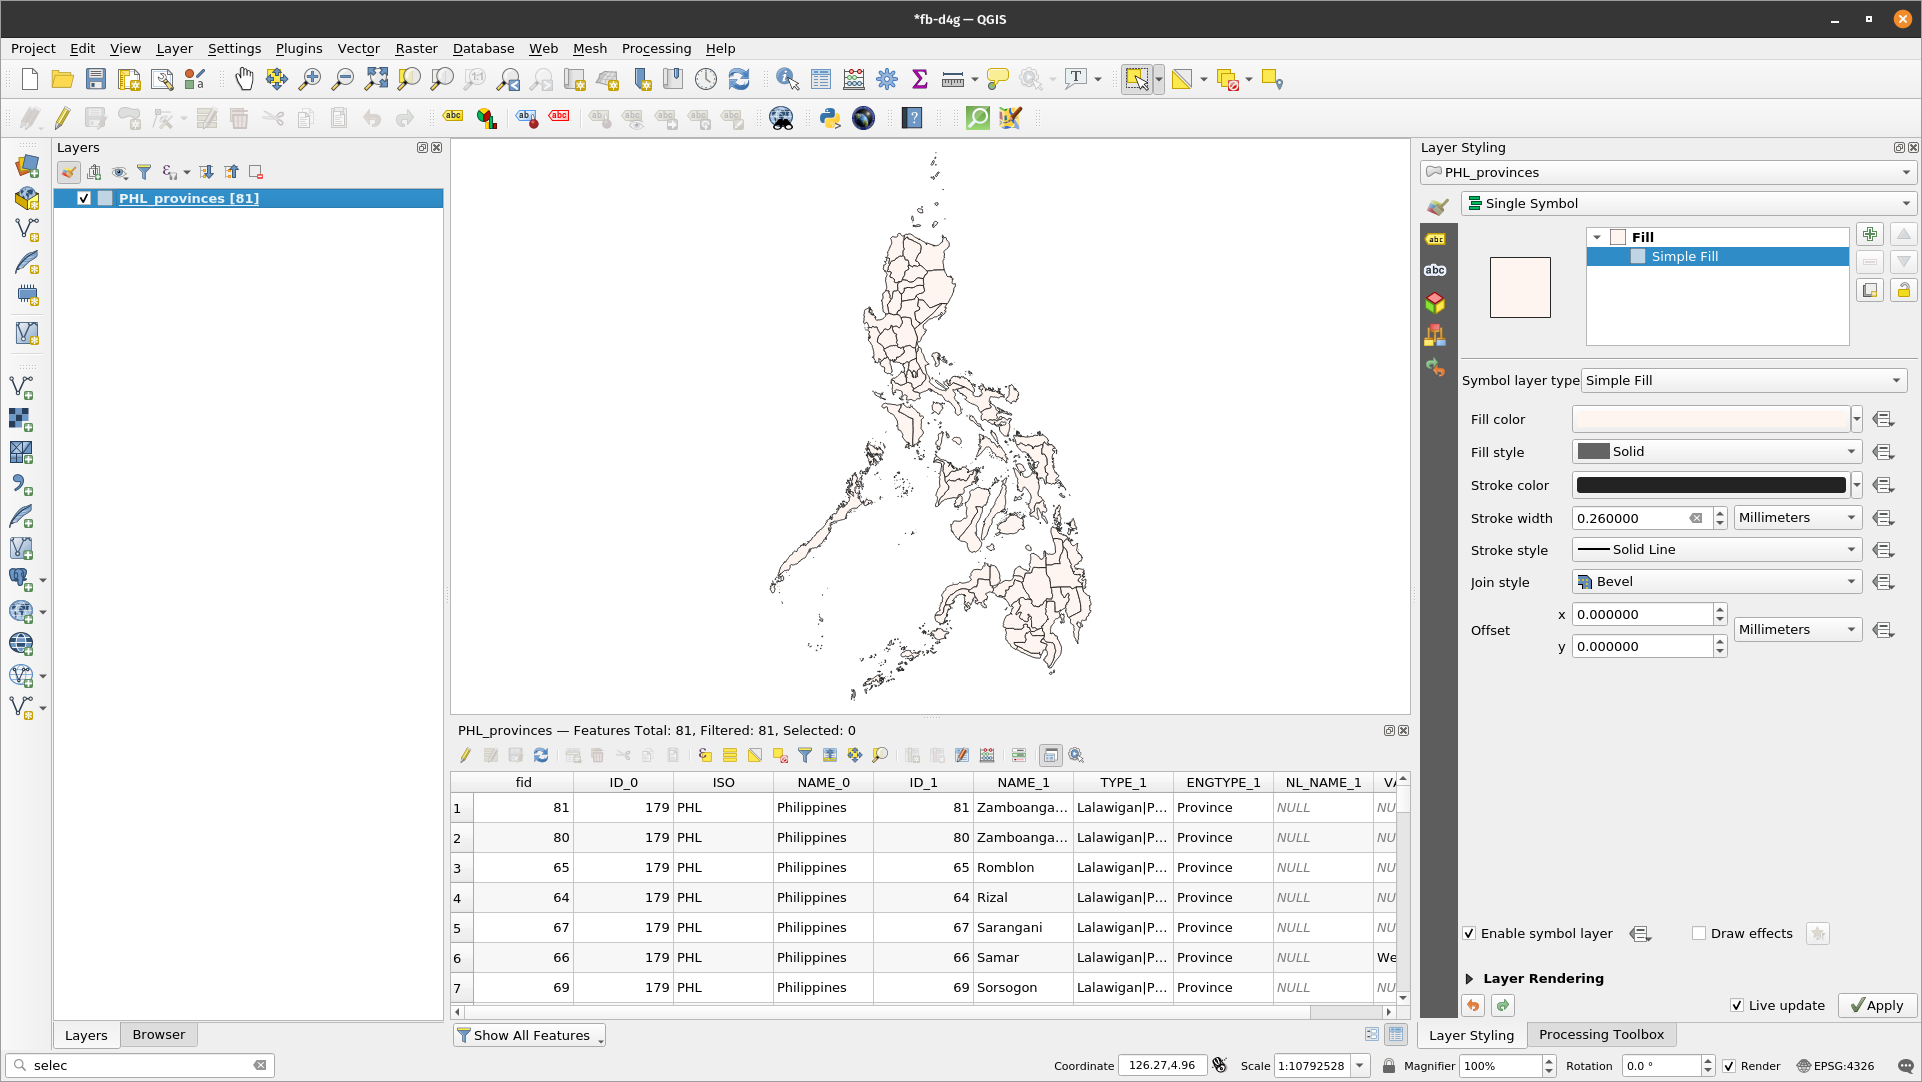 *fb-d4g — QGIS
Project Edit View Layer Settings Plugins Vector Raster Database Web Mesh Processing Help
Layers
PHL_provinces [81]
Layers Browser
selec
PHL_provinces — Features Total: 81, Filtered: 81, Selected: 0
fid ID_0 ISO NAME_0 ID_1 NAME_1 TYPE_1 ENGTYPE_1 NL_NAME_1 VA
1 81 179 PHL Philippines 81 Zamboanga... Lalawigan|P... Province NULL NU
2 80 179 PHL Philippines 80 Zamboanga... Lalawigan|P... Province NULL NU
3 65 179 PHL Philippines 65 Romblon Lalawigan|P... Province NULL NU
4 64 179 PHL Philippines 64 Rizal Lalawigan|P... Province NULL NU
5 67 179 PHL Philippines 67 Sarangani Lalawigan|P... Province NULL NU
6 66 179 PHL Philippines 66 Samar Lalawigan|P... Province NULL We
7 69 179 PHL Philippines 69 Sorsogon Lalawigan|P... Province NULL NU
Show All Features
Layer Styling
PHL_provinces
Single Symbol
Fill
Simple Fill
Symbol layer type Simple Fill
Fill color
Fill style Solid
Stroke color
Stroke width 0.260000 Millimeters
Stroke style Solid Line
Join style Bevel
Offset x 0.000000 Millimeters
y 0.000000
Enable symbol layer Draw effects
Layer Rendering
Live update Apply
Layer Styling Processing Toolbox
Coordinate 126.27,4.96 Scale 1:10792528 Magnifier 100% Rotation 0.0 ° Render EPSG:4326